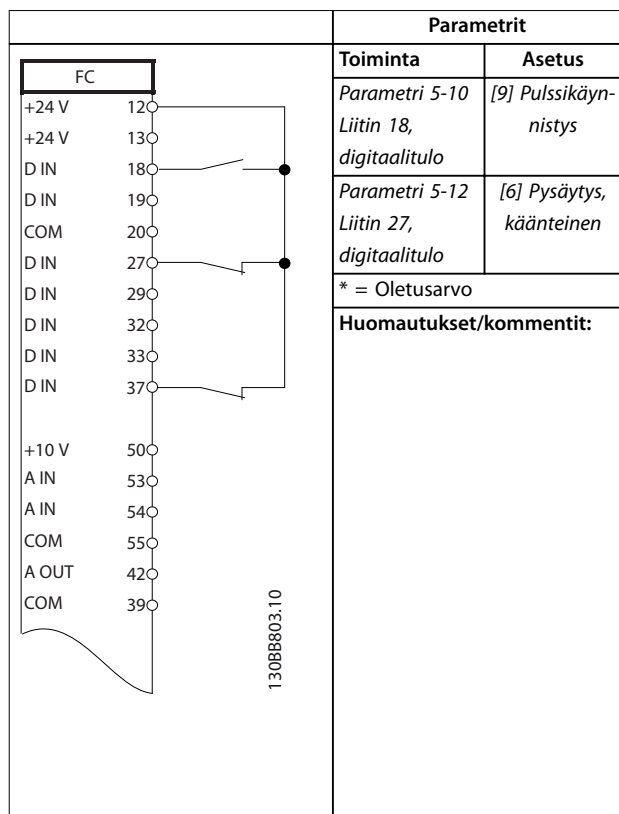 FC
+24 V 12
+24 V 13
D IN 18
D IN 19
COM 20
D IN 27
D IN 29
D IN 32
D IN 33
D IN 37
+10 V 50
A IN 53
A IN 54
COM 55
A OUT 42
COM 39
130BB803.10
Parametrit
Toiminta Asetus
Parametri 5-10 [9] Pulssikäyn-
Liitin 18, nistys
digitaalitulo
Parametri 5-12 [6] Pysäytys,
Liitin 27, käänteinen
digitaalitulo
* = Oletusarvo
Huomautukset/kommentit: